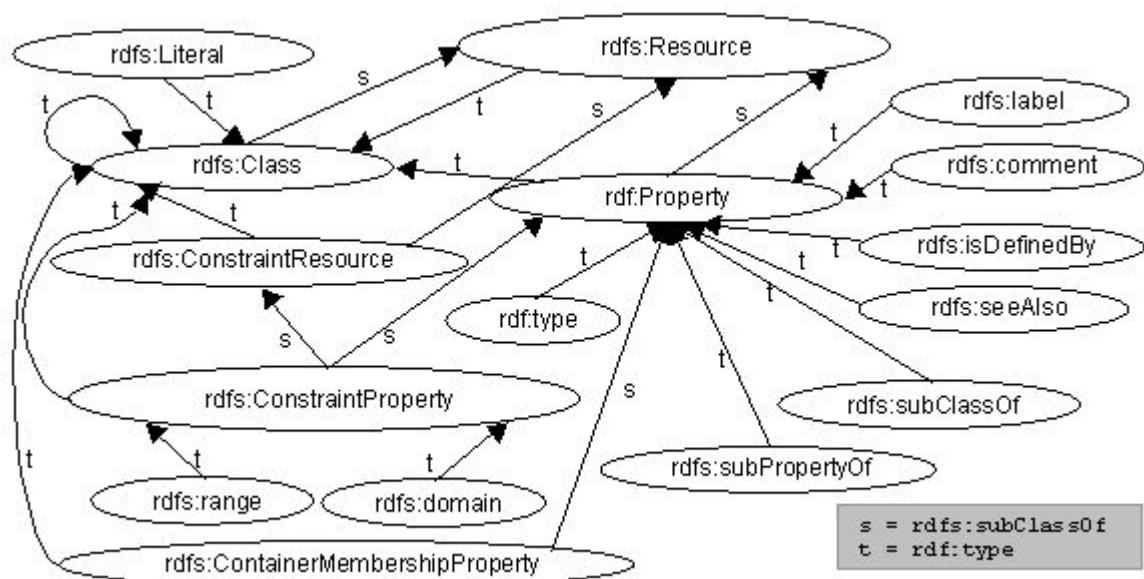 rdfs:Literal
rdfs:Resource
s
t
t
t
s
s
rdfs:label
t
rdfs:Class
t
rdfs:comment
t
rdf:Property
t
t
rdfs:ConstraintResource
t
rdfs:isDefinedBy
t
t
rdfs:seeAlso
t
rdf:type
s
s
t
s
rdfs:ConstraintProperty
rdfs:subClassOf
t
t
t
rdfs:subPropertyOf
rdfs:range
rdfs:domain
rdfs:ContainerMembershipProperty
s = rdfs:subClassOf
t = rdf:type